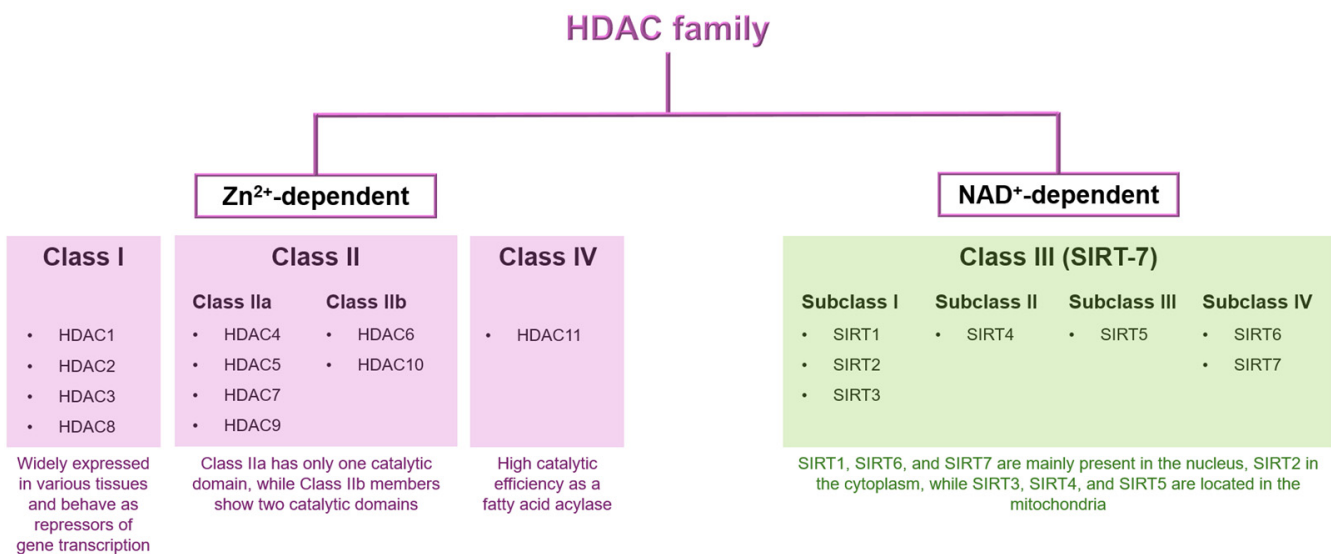 HDAC family
Zn²⁺-dependent
NAD⁺-dependent
Class I
• HDAC1
• HDAC2
• HDAC3
• HDAC8
Widely expressed
in various tissues
and behave as
repressors of
gene transcription
Class II
Class IIa
• HDAC4
• HDAC5
• HDAC7
• HDAC9
Class IIb
• HDAC6
• HDAC10
Class IIa has only one catalytic
domain, while Class IIb members
show two catalytic domains
Class IV
• HDAC11
High catalytic
efficiency as a
fatty acid acylase
Class III (SIRT-7)
Subclass I
• SIRT1
• SIRT2
• SIRT3
Subclass II
• SIRT4
Subclass III
• SIRT5
Subclass IV
• SIRT6
• SIRT7
SIRT1, SIRT6, and SIRT7 are mainly present in the nucleus, SIRT2 in
the cytoplasm, while SIRT3, SIRT4, and SIRT5 are located in the
mitochondria